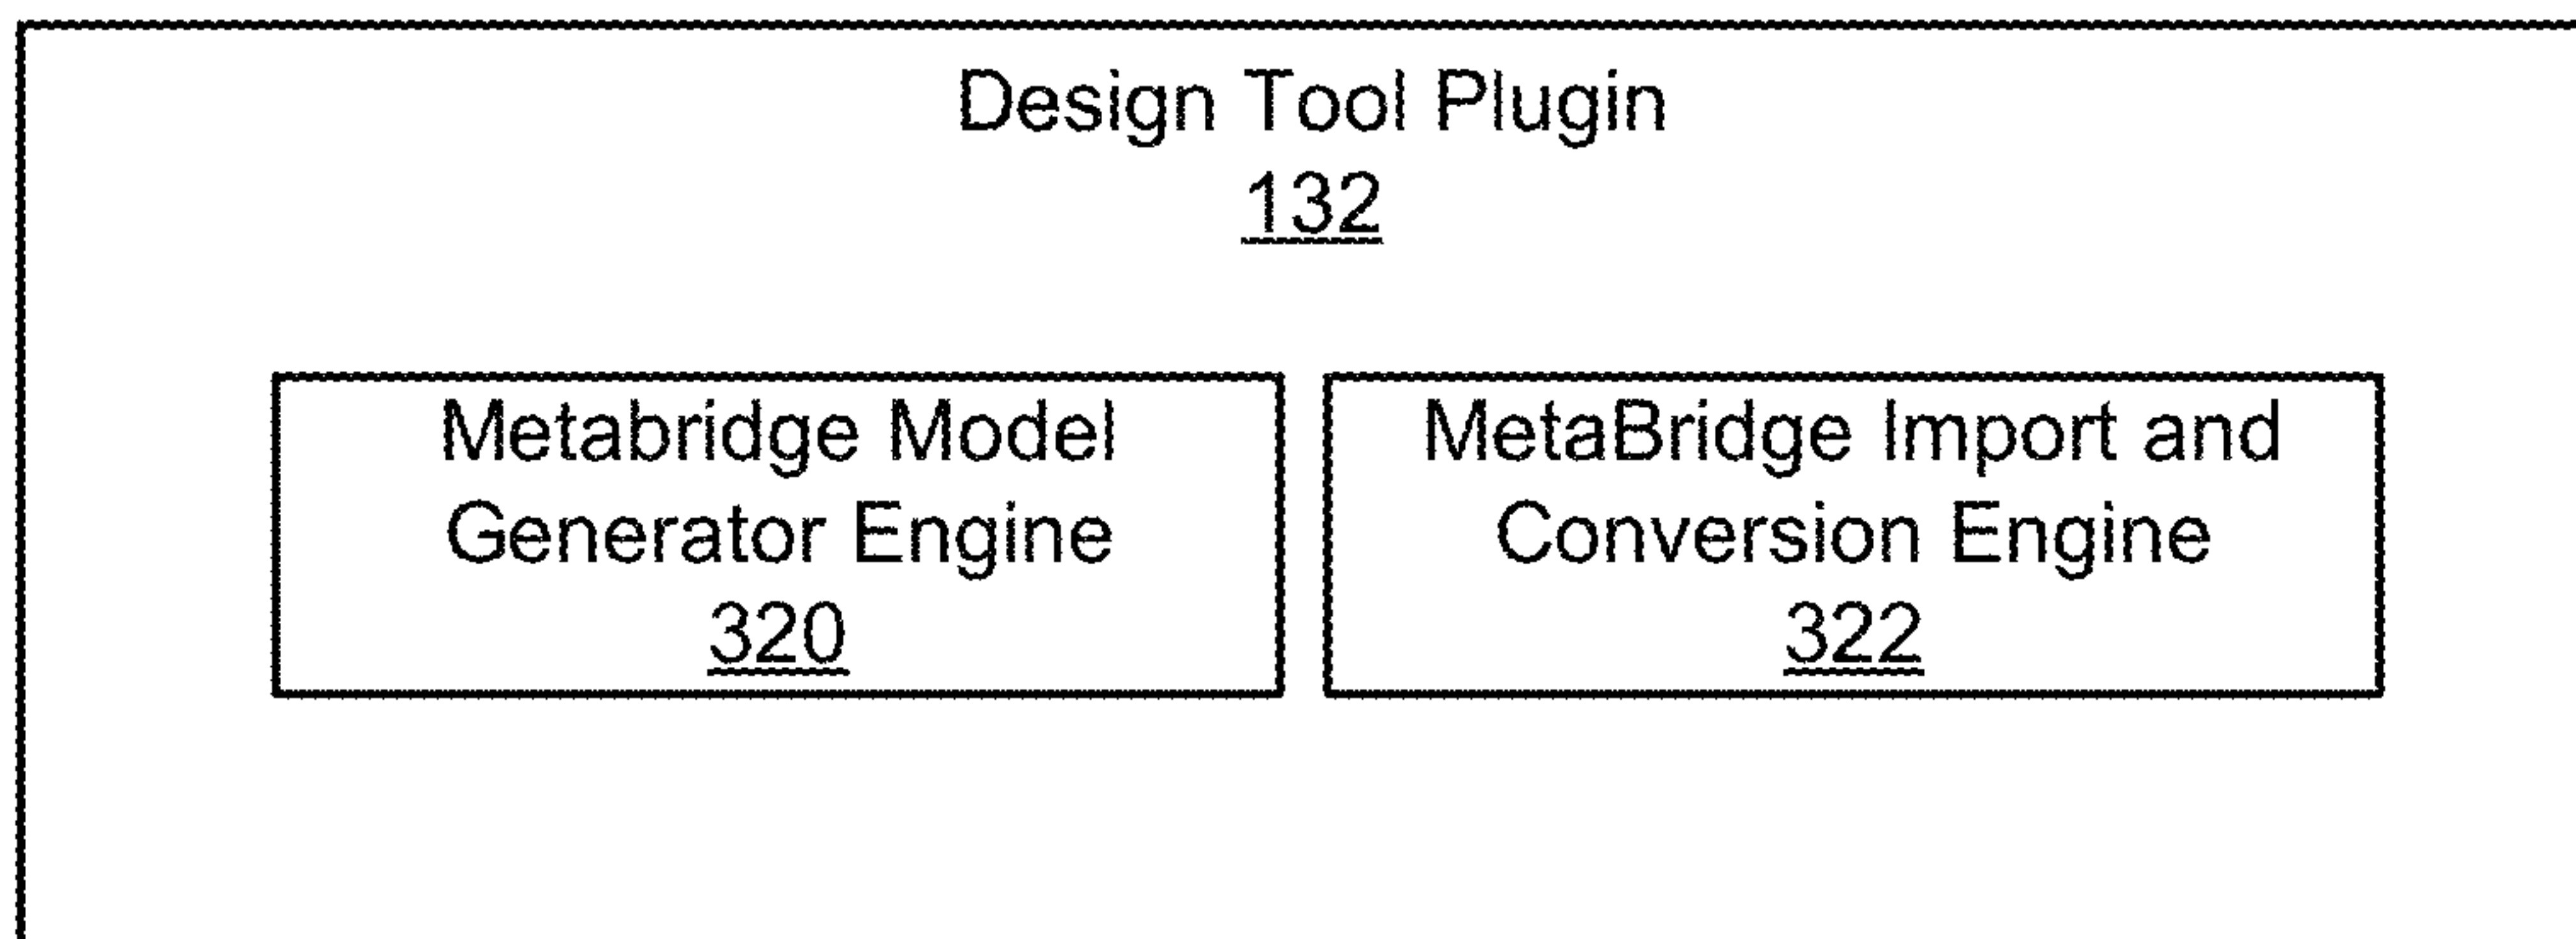 Design Tool Plugin
132
Metabridge Model
Generator Engine
320
MetaBridge Import and
Conversion Engine
322